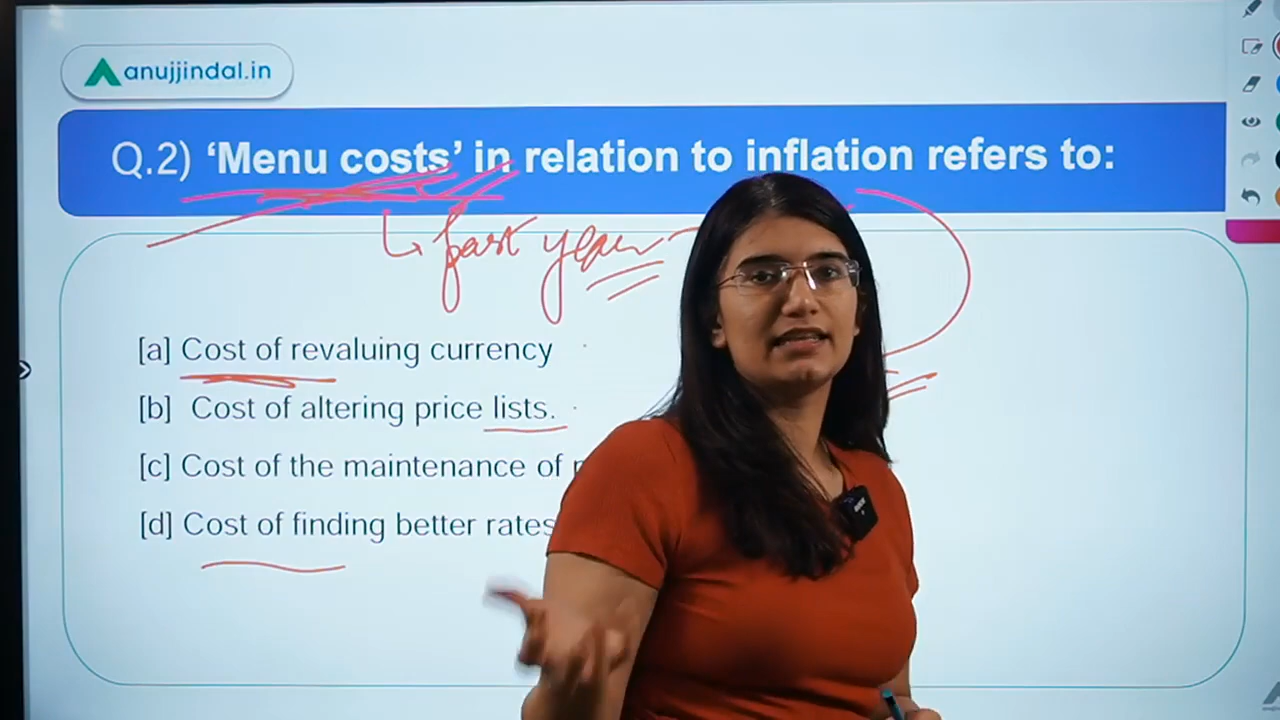 anujjindal.in
Q.2) ‘Menu costs’ in relation to inflation refers to:
↳ past year
[a] Cost of revaluing currency
[b] Cost of altering price lists.
[c] Cost of the maintenance of
[d] Cost of finding better rates